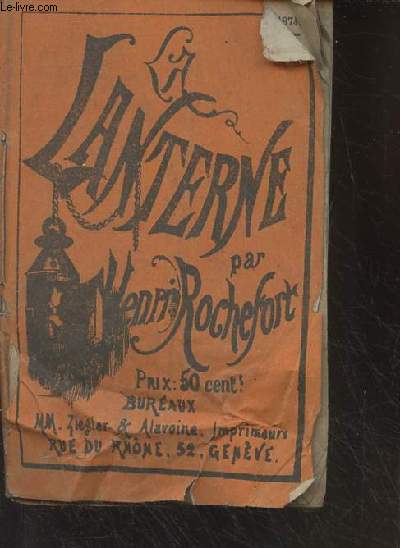 Le-livre.com
1874
La
LANTERNE
par
Henri Rochefort
PRIX: 50 cent.s
BUREAUX
MM. Ziegler & Alavoine. Imprimeurs
RUE DU RHÔNE. 52. GENÈVE.